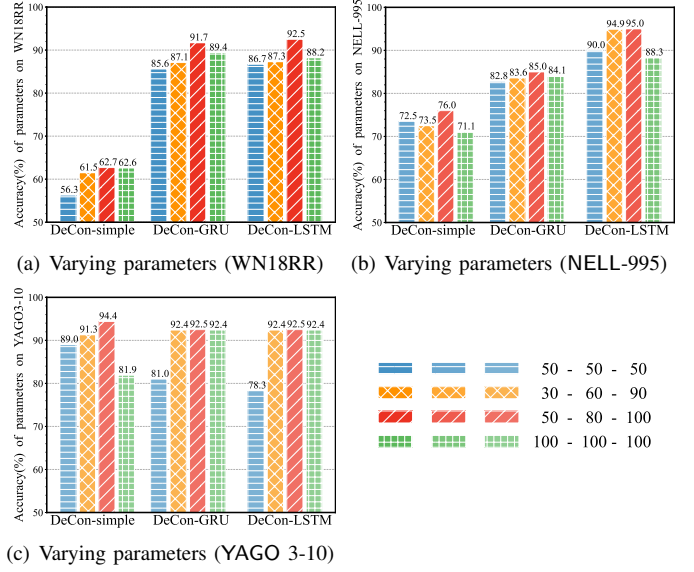 Accuracy(%) of parameters on WN18RR
100
90
80
70
60
50
56.3 61.5 62.7 62.6
85.6 87.1 91.7 89.4
86.7 87.3 92.5 88.2
DeCon-simple DeCon-GRU DeCon-LSTM
(a) Varying parameters (WN18RR)
Accuracy(%) of parameters on NELL-995
100
90
80
70
60
50
72.5 73.5 76.0 71.1
82.8 83.6 85.0 84.1
90.0 94.9 95.0 88.3
DeCon-simple DeCon-GRU DeCon-LSTM
(b) Varying parameters (NELL-995)
Accuracy(%) of parameters on YAGO3-10
100
90
80
70
60
50
89.0 91.3 94.4 81.9
81.0 92.4 92.5 92.4
78.3 92.4 92.5 92.4
DeCon-simple DeCon-GRU DeCon-LSTM
(c) Varying parameters (YAGO 3-10)
50 - 50 - 50
30 - 60 - 90
50 - 80 - 100
100 - 100 - 100